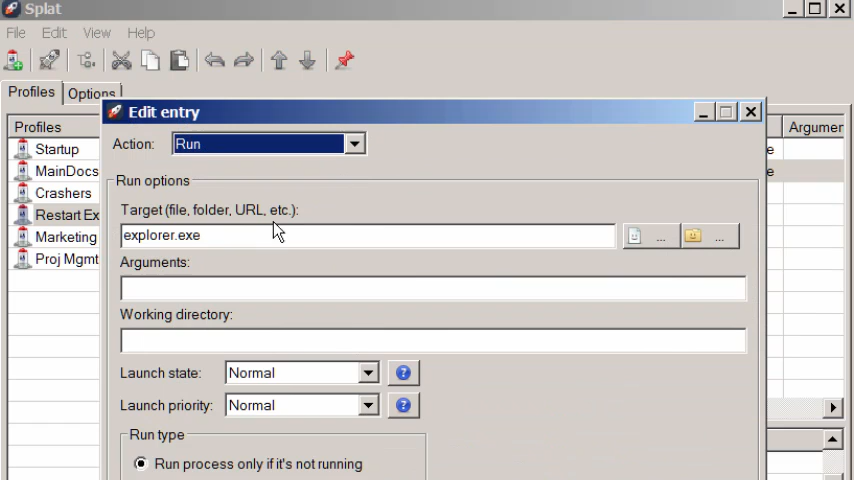 Splat
File Edit View Help
Profiles Options
Edit entry
Profiles
Argumen
Action: Run
Startup
MainDocs
Crashers
Restart Ex
Marketing
Proj Mgmt
Run options
Target (file, folder, URL, etc.):
explorer.exe
... ...
Arguments:
Working directory:
Launch state: Normal ?
Launch priority: Normal ?
Run type
Run process only if it's not running
e
e